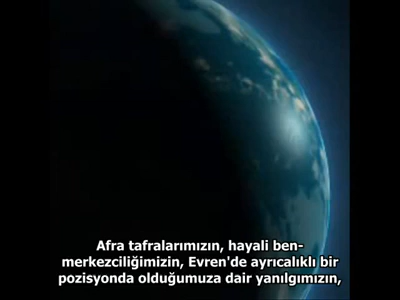 Afra tafralarımızın, hayali ben-
merkezciliğimizin, Evren'de ayrıcalıklı bir
pozisyonda olduğumuza dair yanılgımızın,